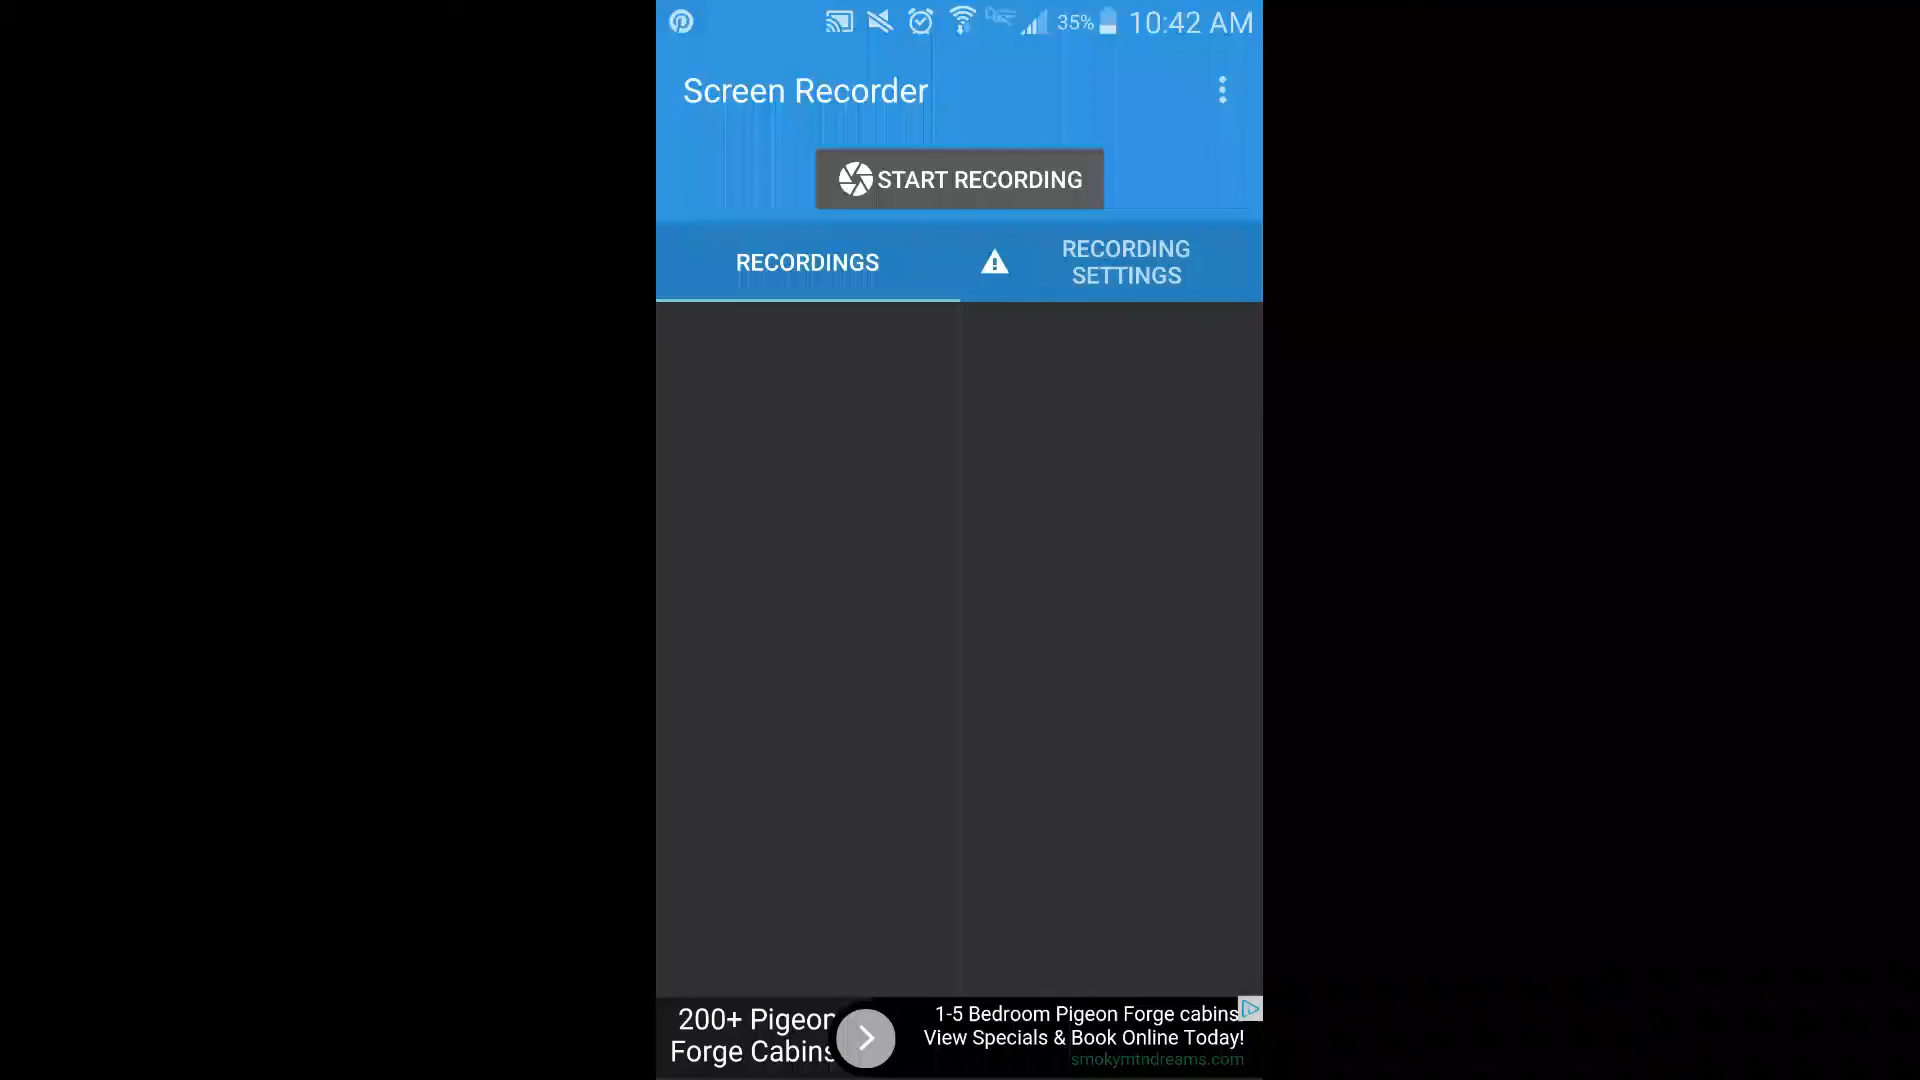 35% 10:42 AM
Screen Recorder
START RECORDING
RECORDINGS
RECORDING
SETTINGS
200+ Pigeon
Forge Cabins
1-5 Bedroom Pigeon Forge cabins
View Specials & Book Online Today!
smokymtndreams.com